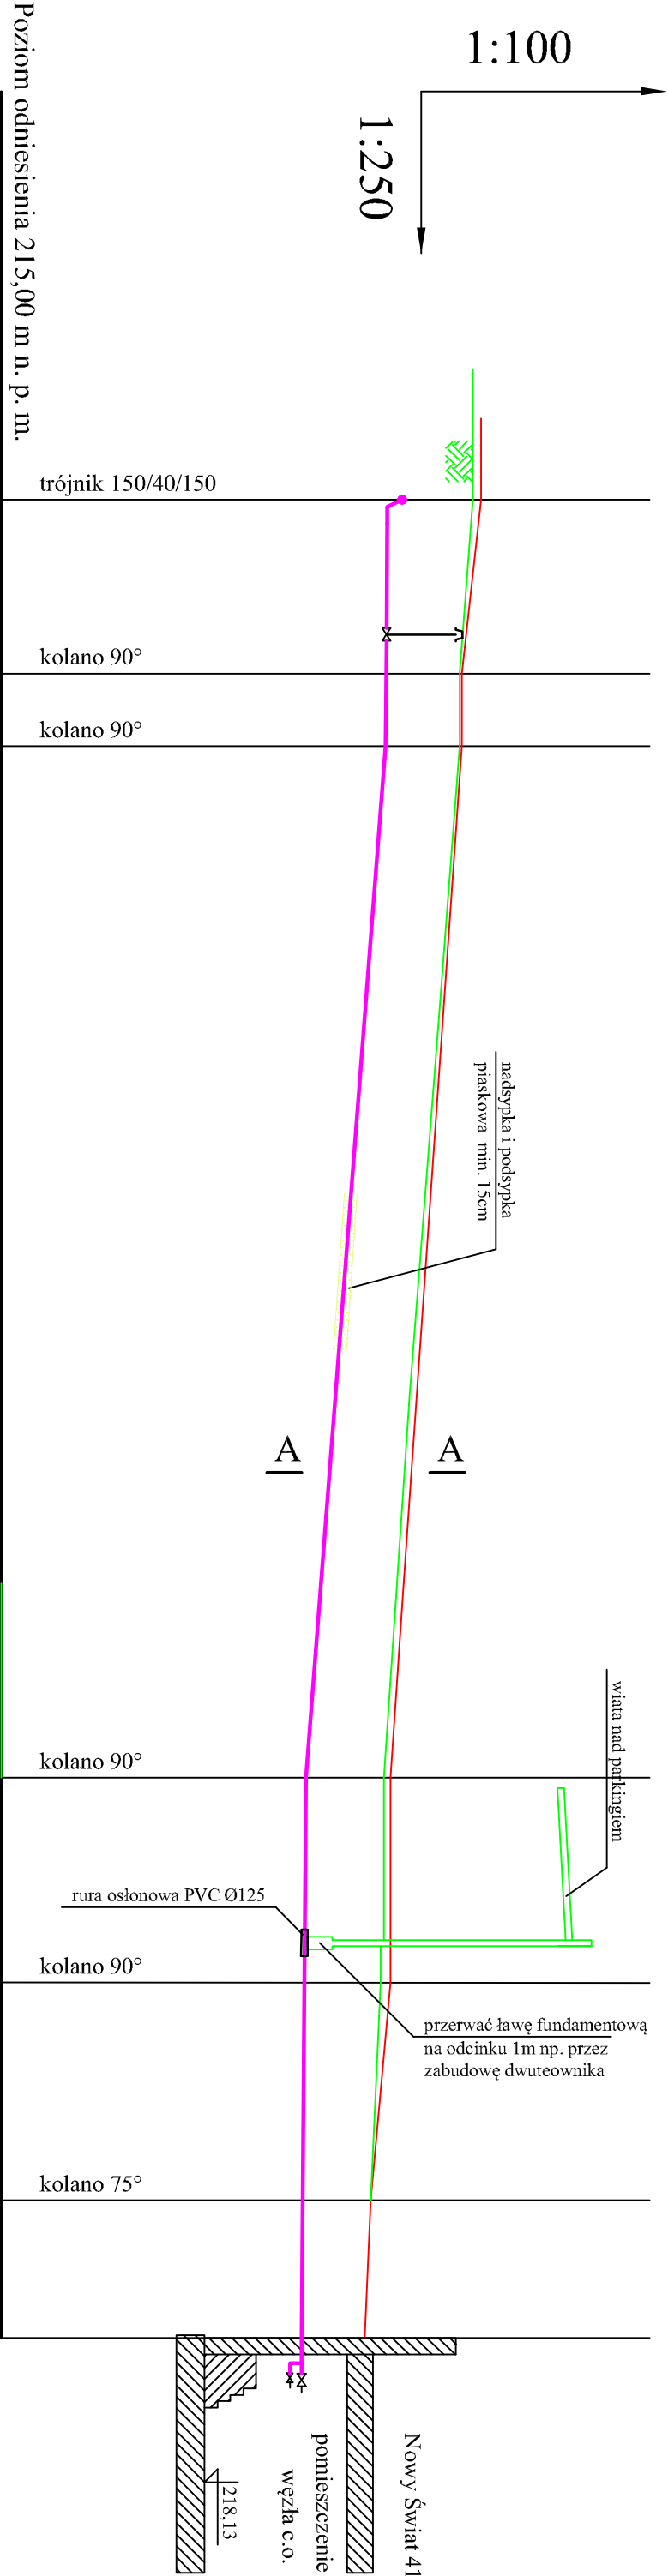 1:100
1:250
Poziom odniesienia 215,00 m n. p. m.
trójnik 150/40/150
kolano 90°
kolano 90°
nadsypka i podsypka
piaskowa min. 15cm
A
A
wiata nad parkingiem
kolano 90°
rura osłonowa PVC Ø125
kolano 90°
przerwać ławę fundamentową
na odcinku 1m np. przez
zabudowę dwuteownika
kolano 75°
Nowy Świat 41
pomieszczenie
węzła c.o.
218,13